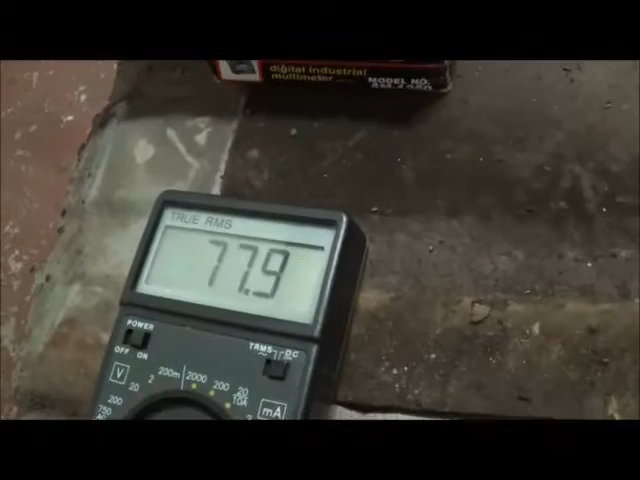 digital industrial
multimeter
MODEL NO.
TRUE RMS
77.9
POWER
OFF ON
TRMS DC
V
2 200m 2000 200 20
20 10A
200 mA
750